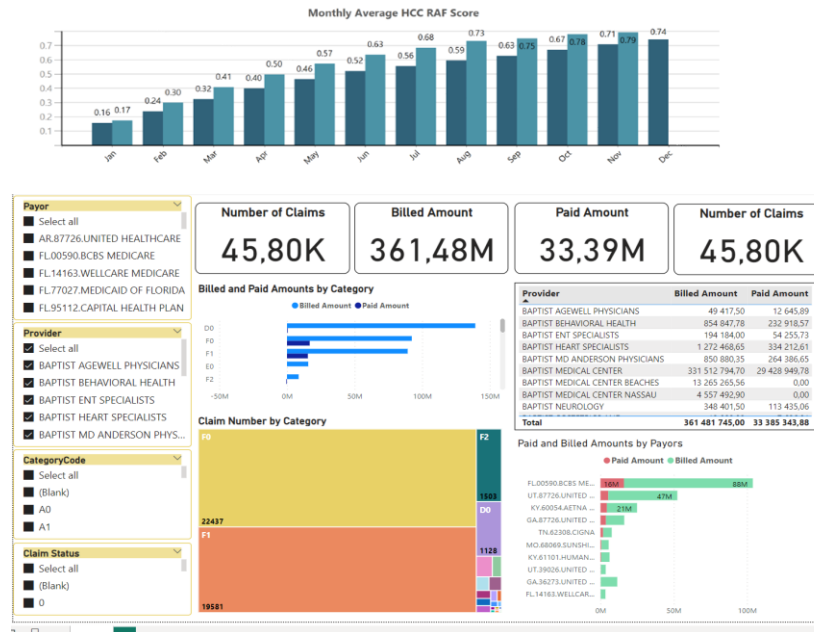 Monthly Average HCC RAF Score
0.7
0.6
0.5
0.4
0.3
0.2
0.1
0.16 0.17
0.24 0.30
0.32 0.41
0.40 0.50
0.46 0.57
0.52 0.63
0.56 0.68
0.59 0.73
0.63 0.75
0.67 0.78
0.71 0.79
0.74
Jan Feb Mar Apr May Jun Jul Aug Sep Oct Nov Dec
Payor
Select all
AR.87726.UNITED HEALTHCARE
FL.00590.BCBS MEDICARE
FL.14163.WELLCARE MEDICARE
FL.77027.MEDICAID OF FLORIDA
FL.95112.CAPITAL HEALTH PLAN
Provider
Select all
BAPTIST AGEWELL PHYSICIANS
BAPTIST BEHAVIORAL HEALTH
BAPTIST ENT SPECIALISTS
BAPTIST HEART SPECIALISTS
BAPTIST MD ANDERSON PHYS...
CategoryCode
Select all
(Blank)
A0
A1
Claim Status
Select all
(Blank)
0
Number of Claims
45,80K
Billed Amount
361,48M
Paid Amount
33,39M
Number of Claims
45,80K
Billed and Paid Amounts by Category
Billed Amount Paid Amount
D0
F0
F1
E0
F2
-50M 0M 50M 100M 150M
Claim Number by Category
F0
22437
F1
19581
F2
1503
D0
1128
Provider Billed Amount Paid Amount
BAPTIST AGEWELL PHYSICIANS 49 417,50 12 645,89
BAPTIST BEHAVIORAL HEALTH 854 847,78 232 918,57
BAPTIST ENT SPECIALISTS 194 184,00 54 255,73
BAPTIST HEART SPECIALISTS 1 272 468,65 334 212,61
BAPTIST MD ANDERSON PHYSICIANS 850 880,35 264 386,65
BAPTIST MEDICAL CENTER 331 512 794,70 29 428 949,78
BAPTIST MEDICAL CENTER BEACHES 13 265 265,56 0,00
BAPTIST MEDICAL CENTER NASSAU 4 557 492,90 0,00
BAPTIST NEUROLOGY 348 401,50 113 435,06
Total 361 481 745,00 33 385 343,88
Paid and Billed Amounts by Payors
Paid Amount Billed Amount
FL.00590.BCBS ME... 16M 88M
UT.87726.UNITED ... 47M
KY.60054.AETNA ... 21M
GA.87726.UNITED ...
TN.62308.CIGNA
MO.68069.SUNSHI...
KY.61101.HUMAN...
UT.39026.UNITED ...
GA.36273.UNITED ...
FL.14163.WELLCAR...
0M 50M 100M